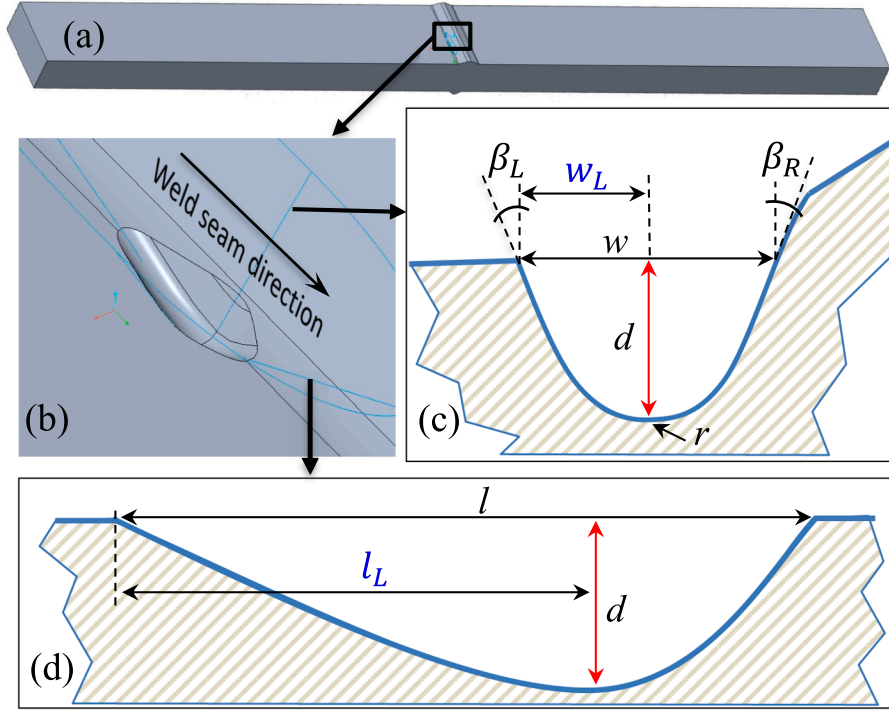 (a)
Weld seam direction
(b)
β_L
w_L
β_R
w
d
r
(c)
l
l_L
d
(d)